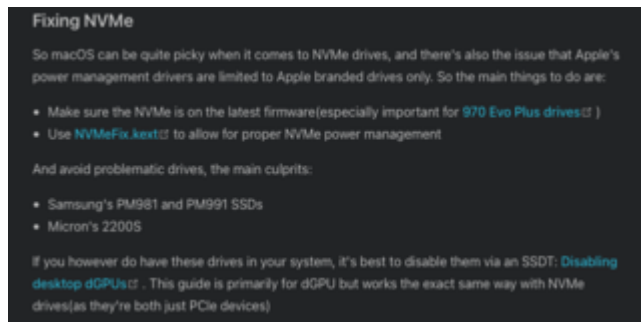 Fixing NVMe
So macOS can be quite picky when it comes to NVMe drives, and there's also the issue that Apple's
power management drivers are limited to Apple branded drives only. So the main things to do are:
• Make sure the NVMe is on the latest firmware(especially important for 970 Evo Plus drives )
• Use NVMeFix.kext to allow for proper NVMe power management
And avoid problematic drives, the main culprits:
• Samsung's PM981 and PM991 SSDs
• Micron's 2200S
If you however do have these drives in your system, it's best to disable them via an SSDT: Disabling
desktop dGPUs . This guide is primarily for dGPU but works the exact same way with NVMe
drives(as they're both just PCIe devices)